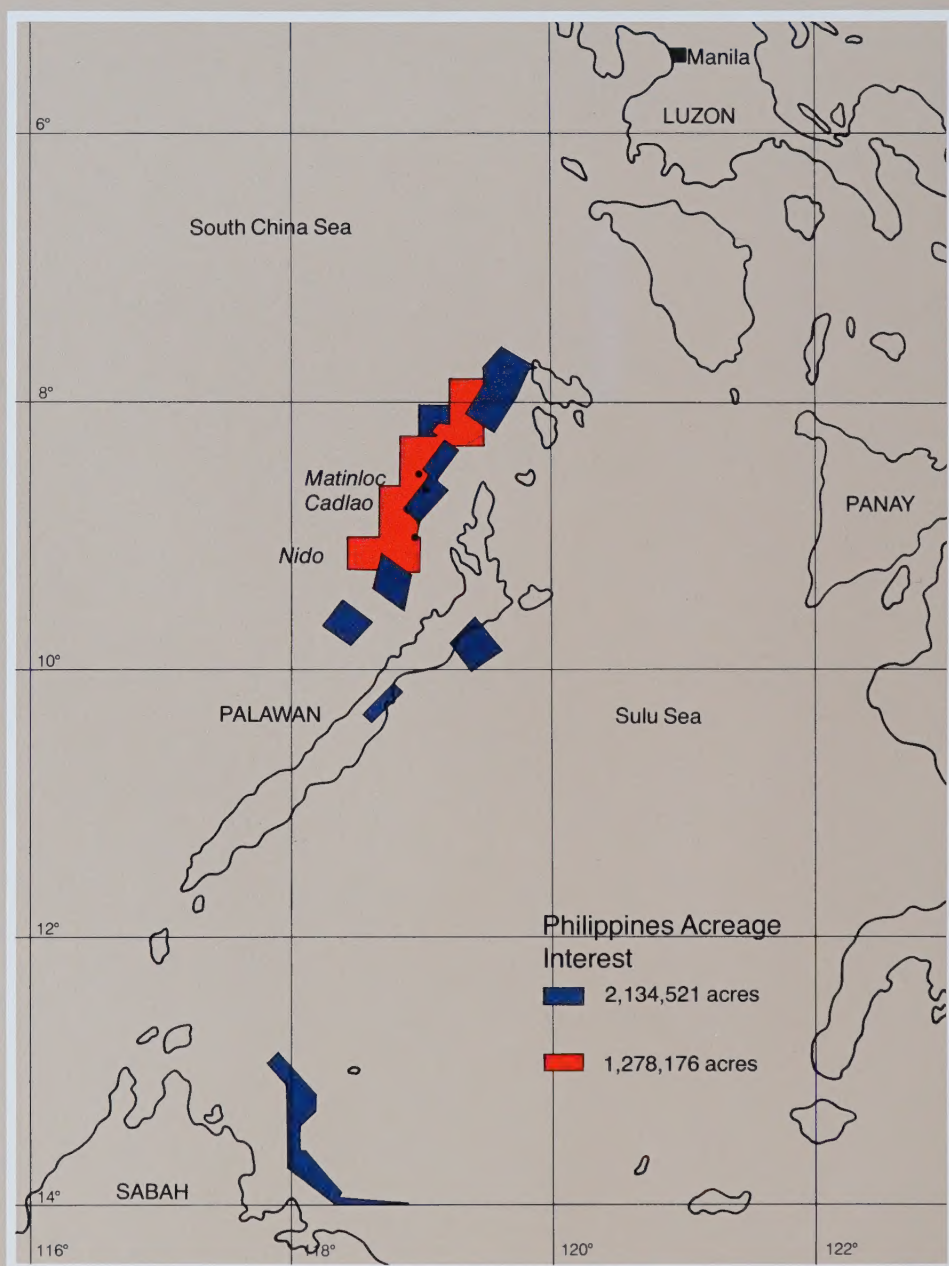 Manila
LUZON
6°
South China Sea
8°
Matinloc
Cadlao
PANAY
Nido
10°
PALAWAN
Sulu Sea
12°
Philippines Acreage
Interest
2,134,521 acres
1,278,176 acres
SABAH
14°
116°
118°
120°
122°